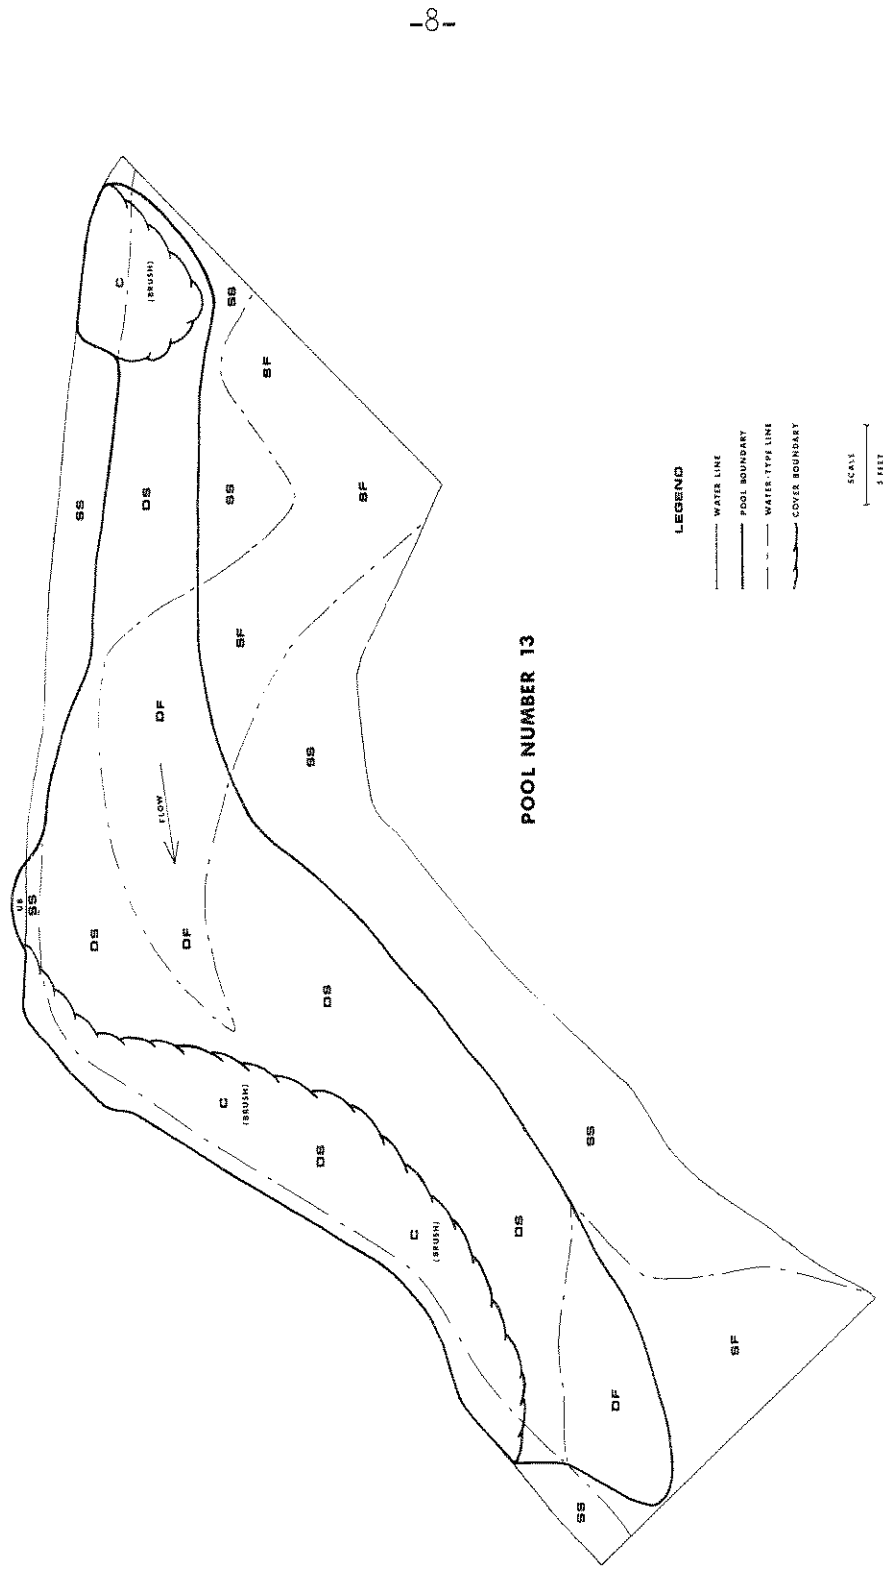 -8-
UB
SS
SS
DS
C
(BRUSH)
DS
DF
FLOW
DF
C
(BRUSH)
SS
SS
SF
SF
SS
DS
DS
SF
C
(BRUSH)
DS
POOL NUMBER 13
SS
SS
DF
SF
LEGEND
WATER LINE
POOL BOUNDARY
WATER-TYPE LINE
COVER BOUNDARY
SCALE
5 FEET